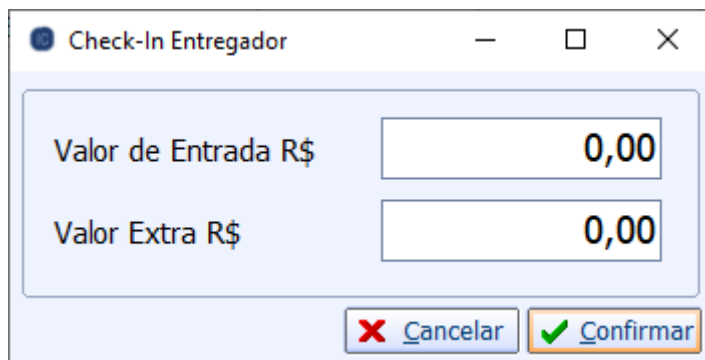 Check-In Entregador
Valor de Entrada R$ 0,00
Valor Extra R$ 0,00
Cancelar Confirmar